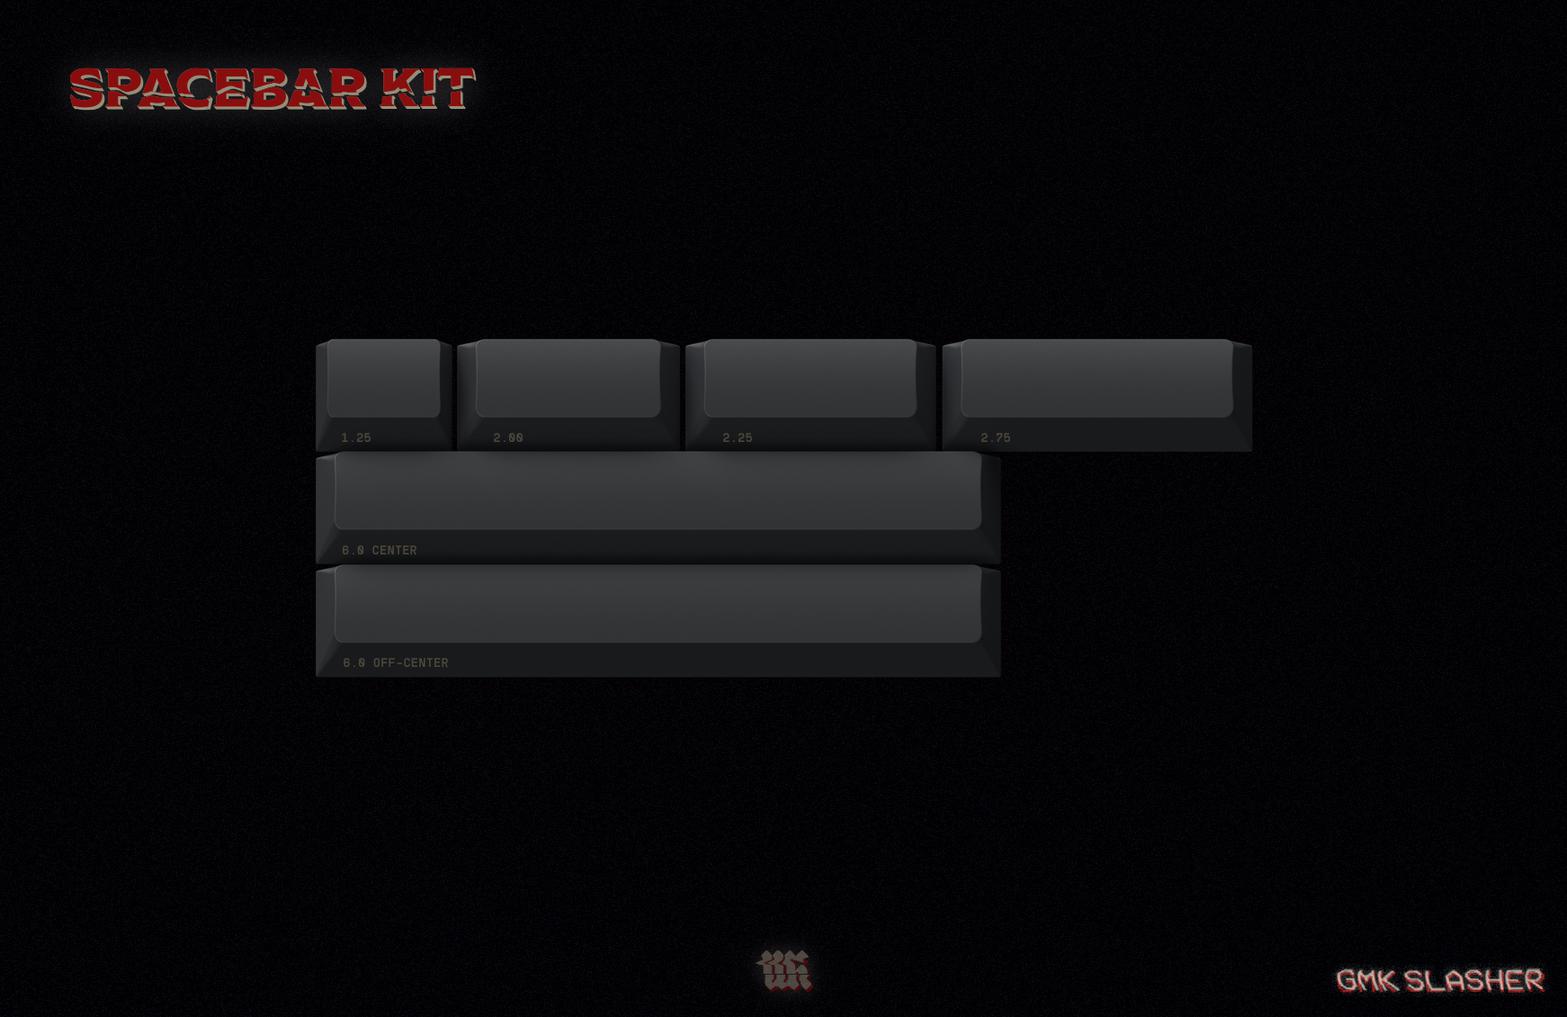 SPACEBAR KIT
1.25
2.00
2.25
2.75
6.0 CENTER
6.0 OFF-CENTER
GMK SLASHER